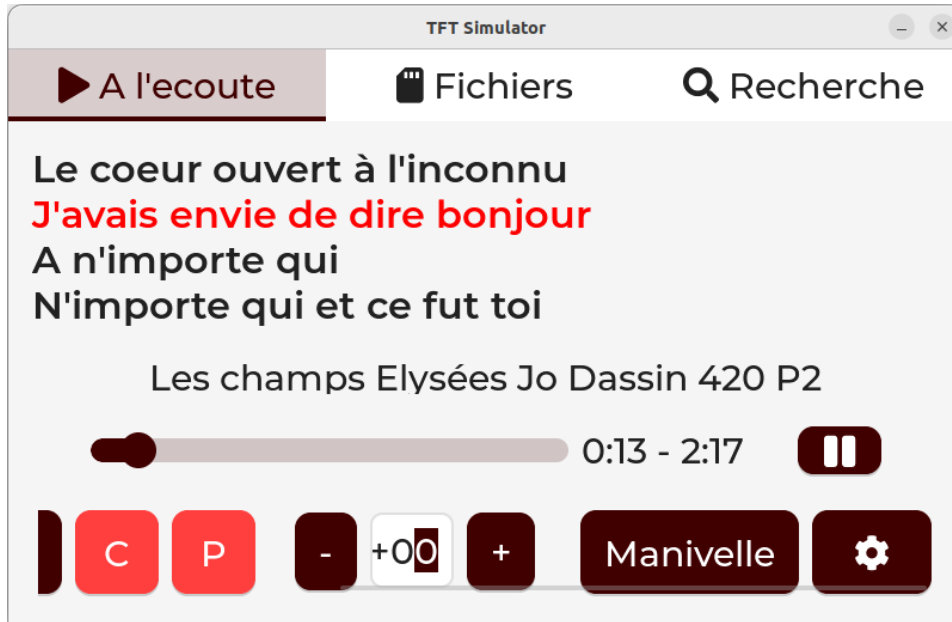 TFT Simulator
A l'ecoute Fichiers Recherche
Le coeur ouvert à l'inconnu
J'avais envie de dire bonjour
A n'importe qui
N'importe qui et ce fut toi
Les champs Elysées Jo Dassin 420 P2
0:13 - 2:17
C P - +00 + Manivelle